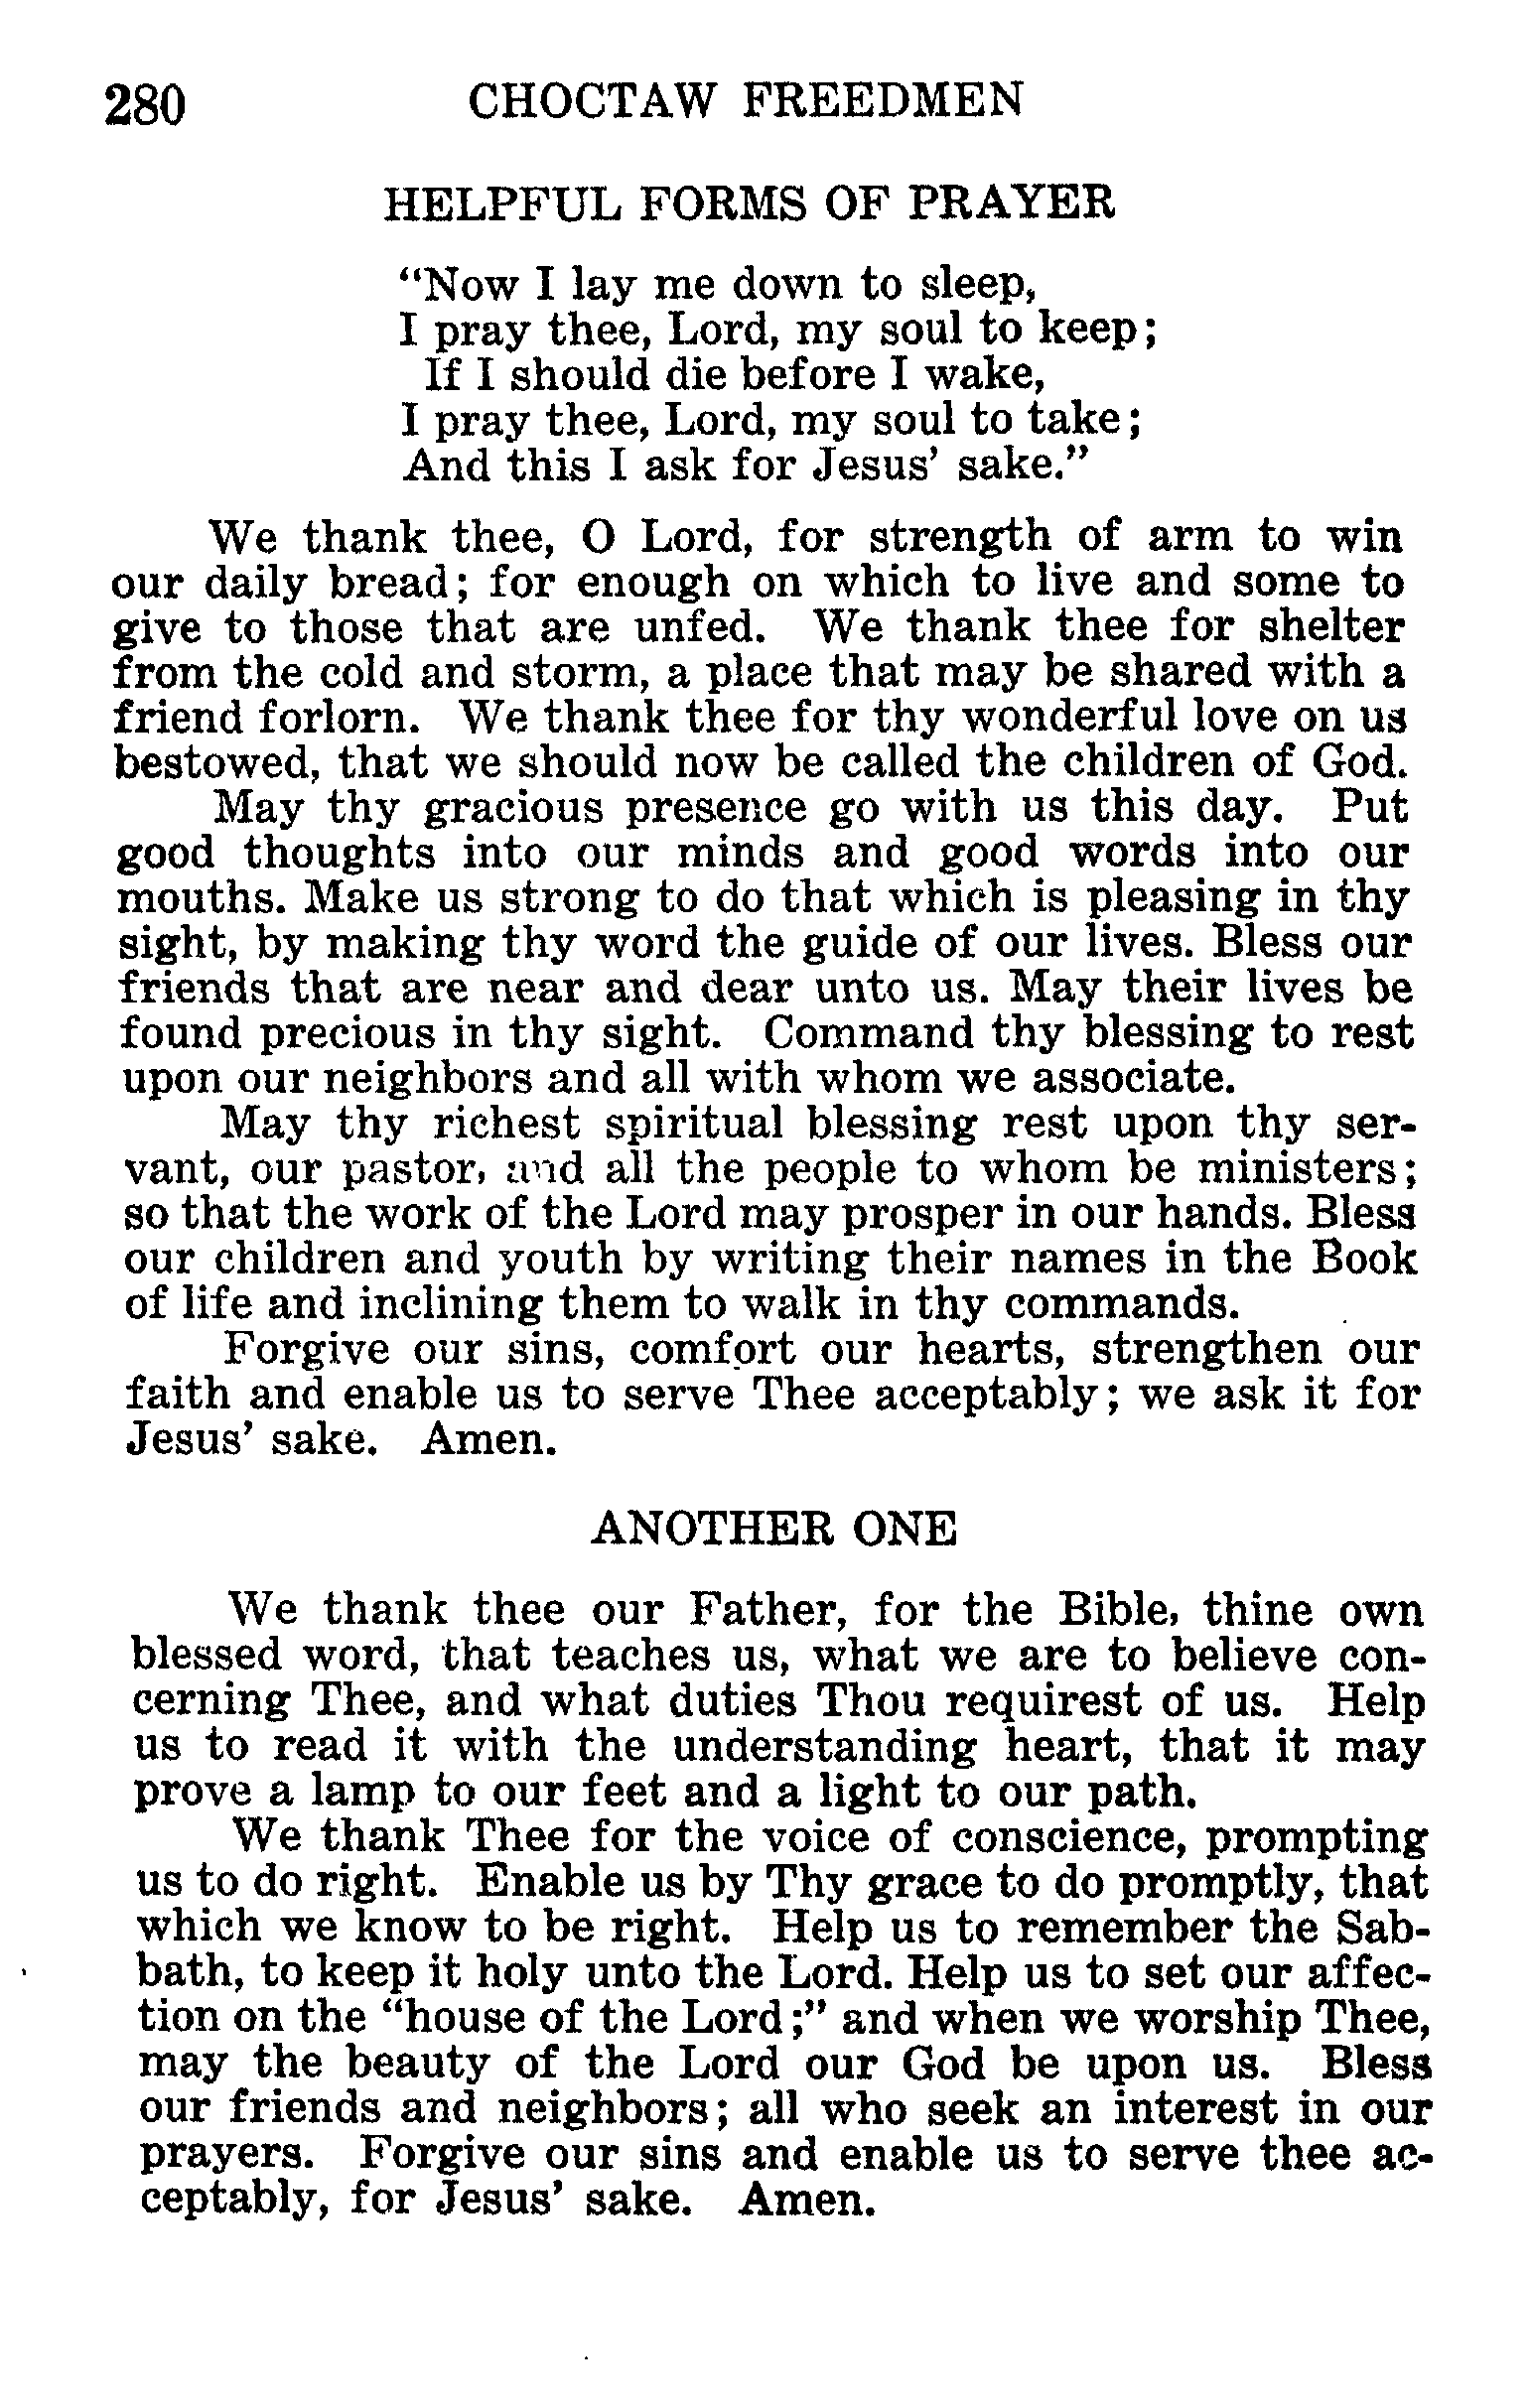 280 CHOCTAW FREEDMEN
HELPFUL FORMS OF PRAYER
“Now I lay me down to sleep,
I pray thee, Lord, my soul to keep;
If I should die before I wake,
I pray thee, Lord, my soul to take;
And this I ask for Jesus’ sake.”
We thank thee, O Lord, for strength of arm to win
our daily bread; for enough on which to live and some to
give to those that are unfed. We thank thee for shelter
from the cold and storm, a place that may be shared with a
friend forlorn. We thank thee for thy wonderful love on us
bestowed, that we should now be called the children of God.
May thy gracious presence go with us this day. Put
good thoughts into our minds and good words into our
mouths. Make us strong to do that which is pleasing in thy
sight, by making thy word the guide of our lives. Bless our
friends that are near and dear unto us. May their lives be
found precious in thy sight. Command thy blessing to rest
upon our neighbors and all with whom we associate.
May thy richest spiritual blessing rest upon thy ser-
vant, our pastor, and all the people to whom be ministers;
so that the work of the Lord may prosper in our hands. Bless
our children and youth by writing their names in the Book
of life and inclining them to walk in thy commands.
Forgive our sins, comfort our hearts, strengthen our
faith and enable us to serve Thee acceptably; we ask it for
Jesus’ sake. Amen.
ANOTHER ONE
We thank thee our Father, for the Bible, thine own
blessed word, that teaches us, what we are to believe con-
cerning Thee, and what duties Thou requirest of us. Help
us to read it with the understanding heart, that it may
prove a lamp to our feet and a light to our path.
We thank Thee for the voice of conscience, prompting
us to do right. Enable us by Thy grace to do promptly, that
which we know to be right. Help us to remember the Sab-
bath, to keep it holy unto the Lord. Help us to set our affec-
tion on the “house of the Lord;” and when we worship Thee,
may the beauty of the Lord our God be upon us. Bless
our friends and neighbors; all who seek an interest in our
prayers. Forgive our sins and enable us to serve thee ac-
ceptably, for Jesus’ sake. Amen.